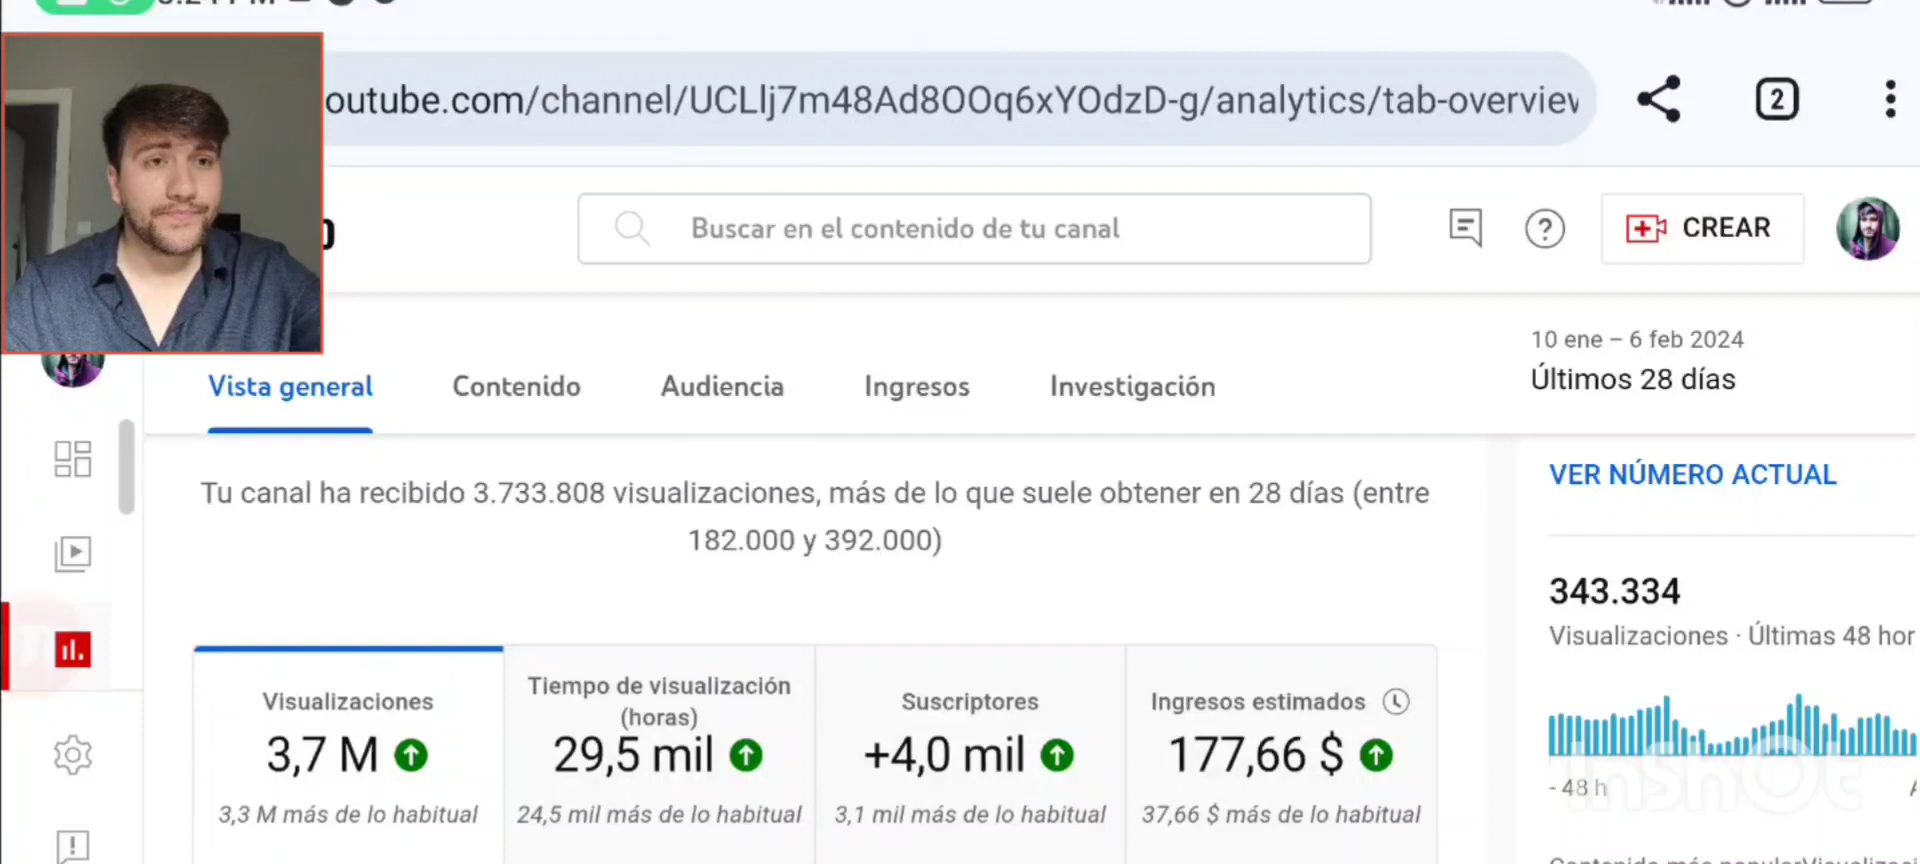 outube.com/channel/UCLlj7m48Ad8OOq6xYOdzD-g/analytics/tab-overview
2
Buscar en el contenido de tu canal
CREAR
10 ene – 6 feb 2024
Últimos 28 días
Vista general
Contenido
Audiencia
Ingresos
Investigación
VER NÚMERO ACTUAL
Tu canal ha recibido 3.733.808 visualizaciones, más de lo que suele obtener en 28 días (entre
182.000 y 392.000)
343.334
Visualizaciones · Últimas 48 hor
Visualizaciones
3,7 M
3,3 M más de lo habitual
Tiempo de visualización
(horas)
29,5 mil
24,5 mil más de lo habitual
Suscriptores
+4,0 mil
3,1 mil más de lo habitual
Ingresos estimados
177,66 $
37,66 $ más de lo habitual
- 48 h
InShOt